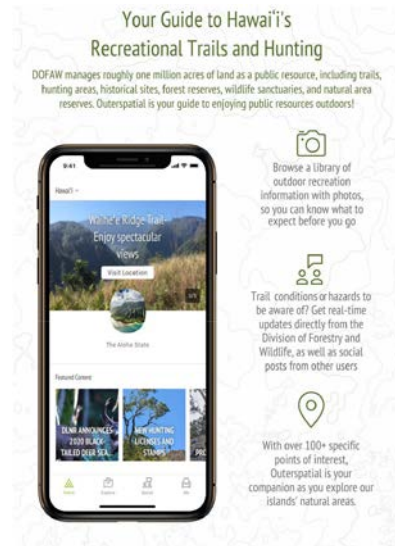 Your Guide to Hawai'i's
Recreational Trails and Hunting
DOFAW manages roughly one million acres of land as a public resource, including trails,
hunting areas, historical sites, forest reserves, wildlife sanctuaries, and natural area
reserves. Outerspatial is your guide to enjoying public resources outdoors!
9:41
Hawai'i
Waihe'e Ridge Trail-
Enjoy spectacular
views
Visit Location
The Aloha State
Featured Content
DLNR ANNOUNCES
2020 BLACK-
TAILED DEER SEA...
NEW HUNTING
LICENSES AND
STAMPS
PRO
Explore
Browse a library of
outdoor recreation
information with photos,
so you can know what to
expect before you go
Trail conditions or hazards to
be aware of? Get real-time
updates directly from the
Division of Forestry and
Wildlife, as well as social
posts from other users
With over 100+ specific
points of interest,
Outerspatial is your
companion as you explore our
islands' natural areas.